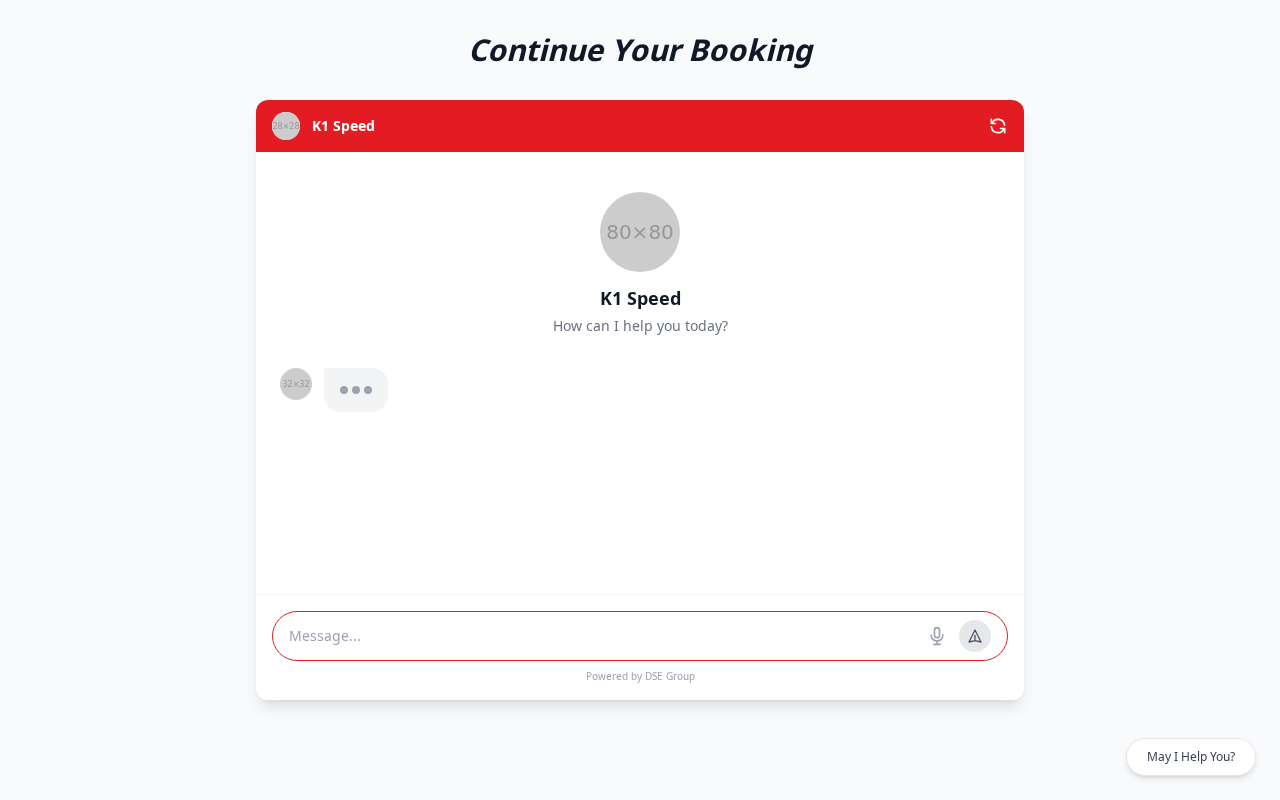 Continue Your Booking
28×28
K1 Speed
80×80
K1 Speed
How can I help you today?
32×32
Message...
Powered by DSE Group
May I Help You?